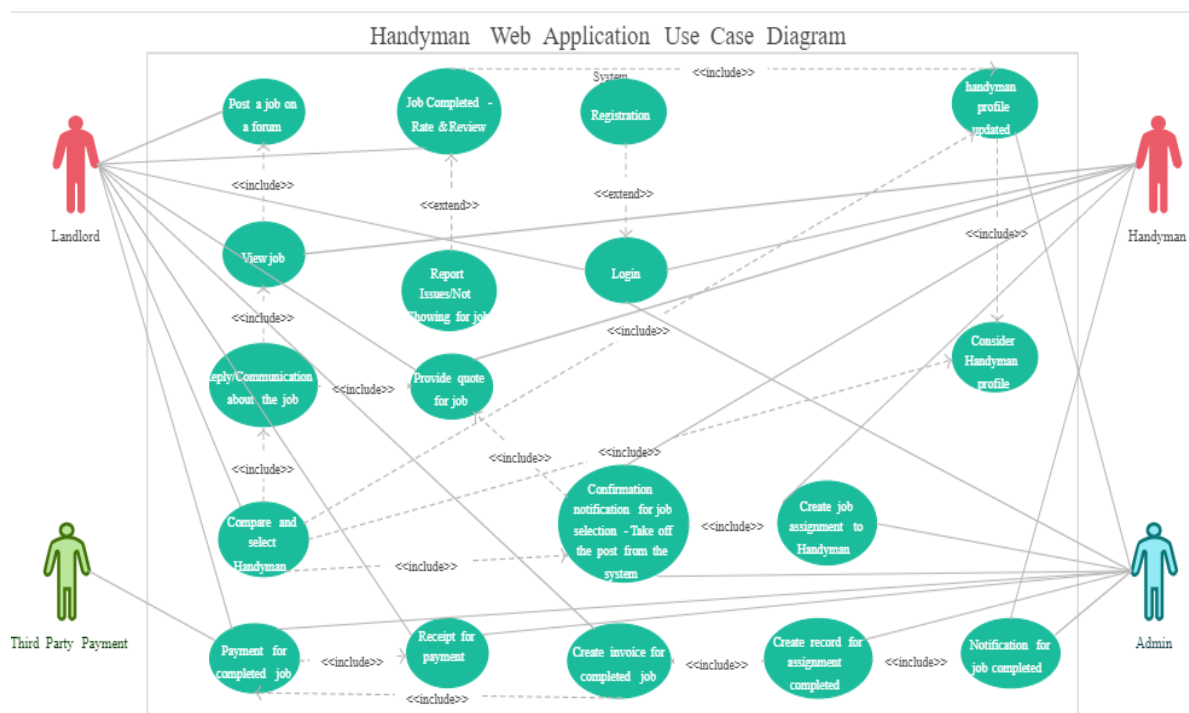 Handyman Web Application Use Case Diagram
System
<<include>>
Post a job on
a forum
Job Completed -
Rate & Review
Registration
handyman
profile
updated
<<include>>
<<extend>>
<<extend>>
Landlord
Handyman
<<include>>
View job
Login
Report
Issues/Not
Showing for job
<<include>>
<<include>>
Consider
Handyman
profile
Reply/Communication
about the job
<<include>>
Provide quote
for job
<<include>>
<<include>>
<<include>>
Confirmation
notification for job
selection - Take off
the post from the
system
<<include>>
Create job
assignment to
Handyman
Compare and
select
Handyman
<<include>>
Third Party Payment
Admin
Payment for
completed job
<<include>>
Receipt for
payment
Create invoice for
completed job
<<include>>
Create record for
assignment
completed
<<include>>
Notification for
job completed
<<include>>